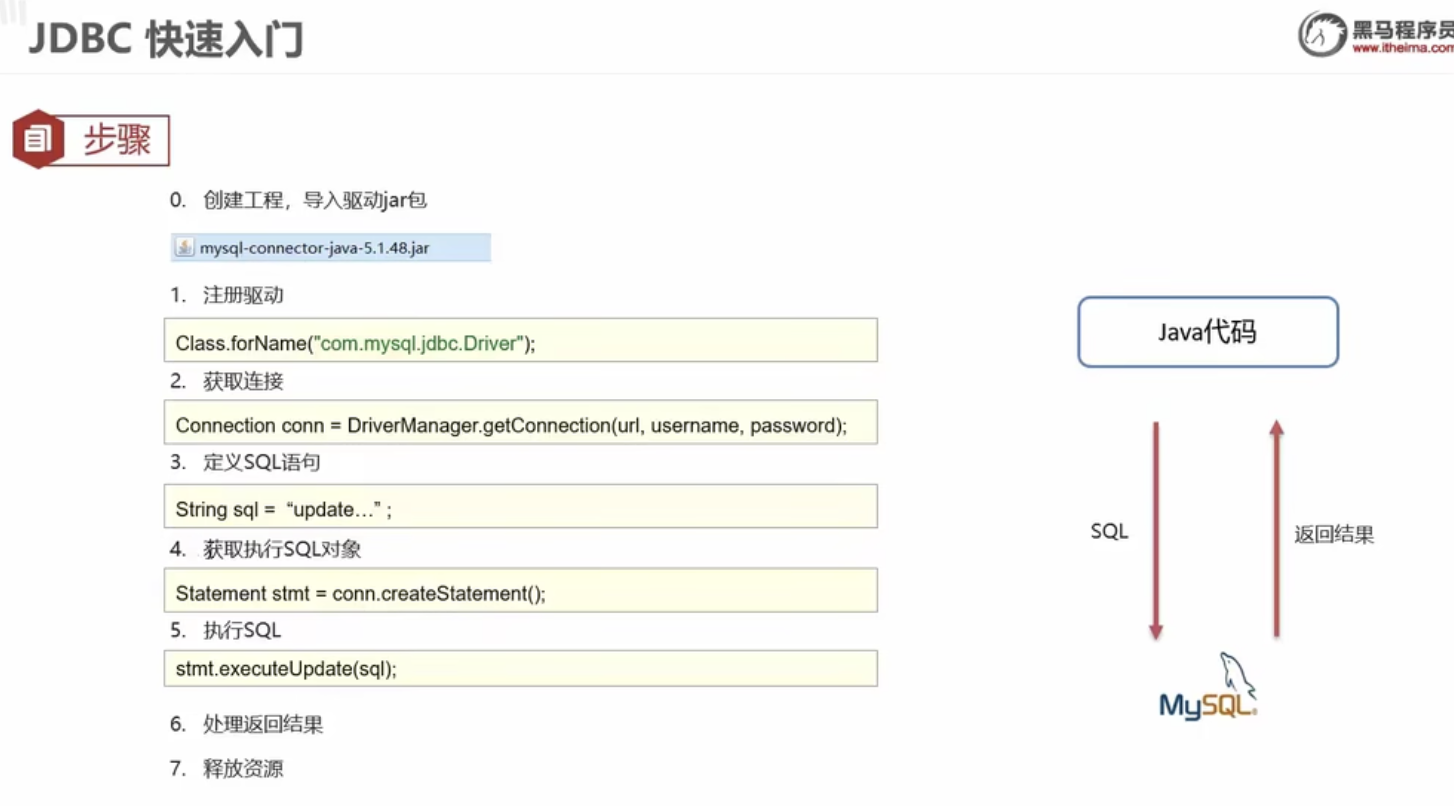 JDBC 快速入门
黑马程序员
www.itheima.com
步骤
0. 创建工程，导入驱动jar包
mysql-connector-java-5.1.48.jar
1. 注册驱动
Class.forName("com.mysql.jdbc.Driver");
2. 获取连接
Connection conn = DriverManager.getConnection(url, username, password);
3. 定义SQL语句
String sql = “update…” ;
4. 获取执行SQL对象
Statement stmt = conn.createStatement();
5. 执行SQL
stmt.executeUpdate(sql);
6. 处理返回结果
7. 释放资源
Java代码
SQL
返回结果
MySQL®